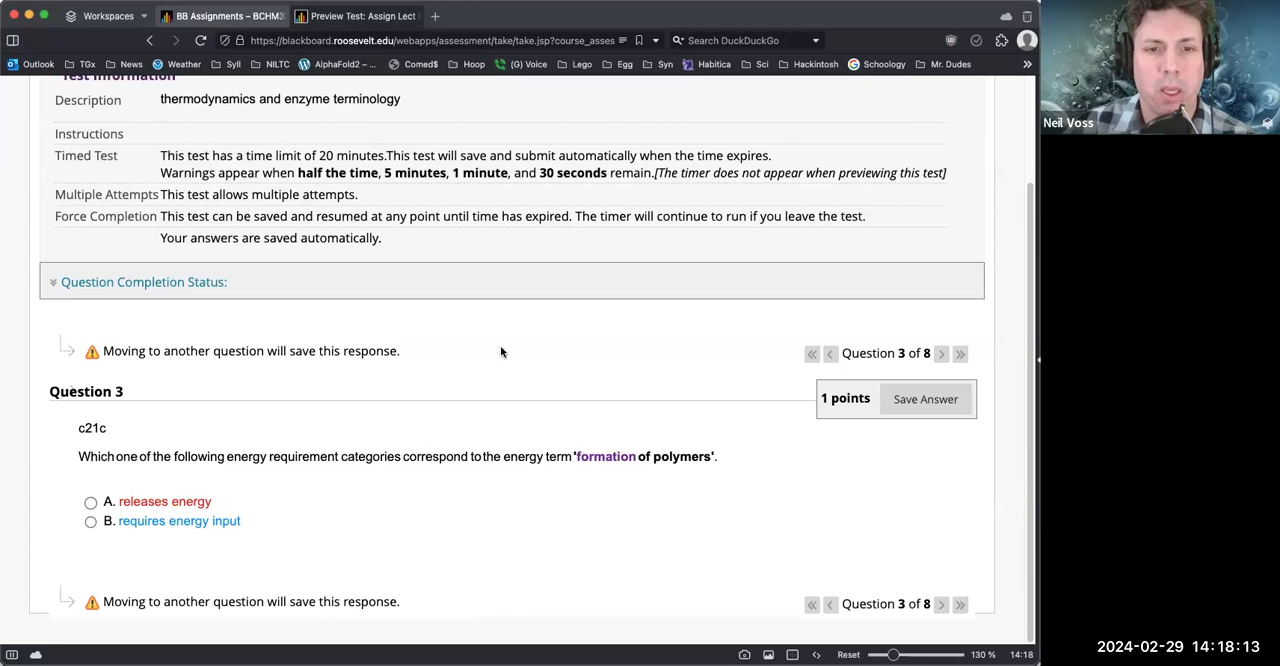 Workspaces
BB Assignments – BCHM3
Preview Test: Assign Lect
https://blackboard.roosevelt.edu/webapps/assessment/take/take.jsp?course_asses
Search DuckDuckGo
Outlook
TGx
News
Weather
Syll
NILTC
AlphaFold2 – ...
Comed$
Hoop
(G) Voice
Lego
Egg
Syn
Habitica
Sci
Hackintosh
Schoology
Mr. Dudes
Test Information
Description thermodynamics and enzyme terminology
Instructions
Timed Test This test has a time limit of 20 minutes.This test will save and submit automatically when the time expires.
Warnings appear when half the time, 5 minutes, 1 minute, and 30 seconds remain.[The timer does not appear when previewing this test]
Multiple Attempts This test allows multiple attempts.
Force Completion This test can be saved and resumed at any point until time has expired. The timer will continue to run if you leave the test.
Your answers are saved automatically.
Question Completion Status:
Moving to another question will save this response.
Question 3 of 8
Question 3
1 points
Save Answer
c21c
Which one of the following energy requirement categories correspond to the energy term 'formation of polymers'.
A. releases energy
B. requires energy input
Moving to another question will save this response.
Question 3 of 8
Reset
130 %
14:18
Neil Voss
2024-02-29 14:18:13